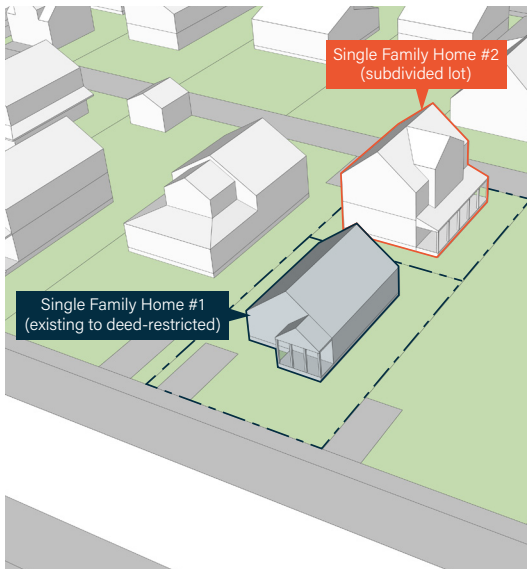 Single Family Home #2
(subdivided lot)
Single Family Home #1
(existing to deed-restricted)